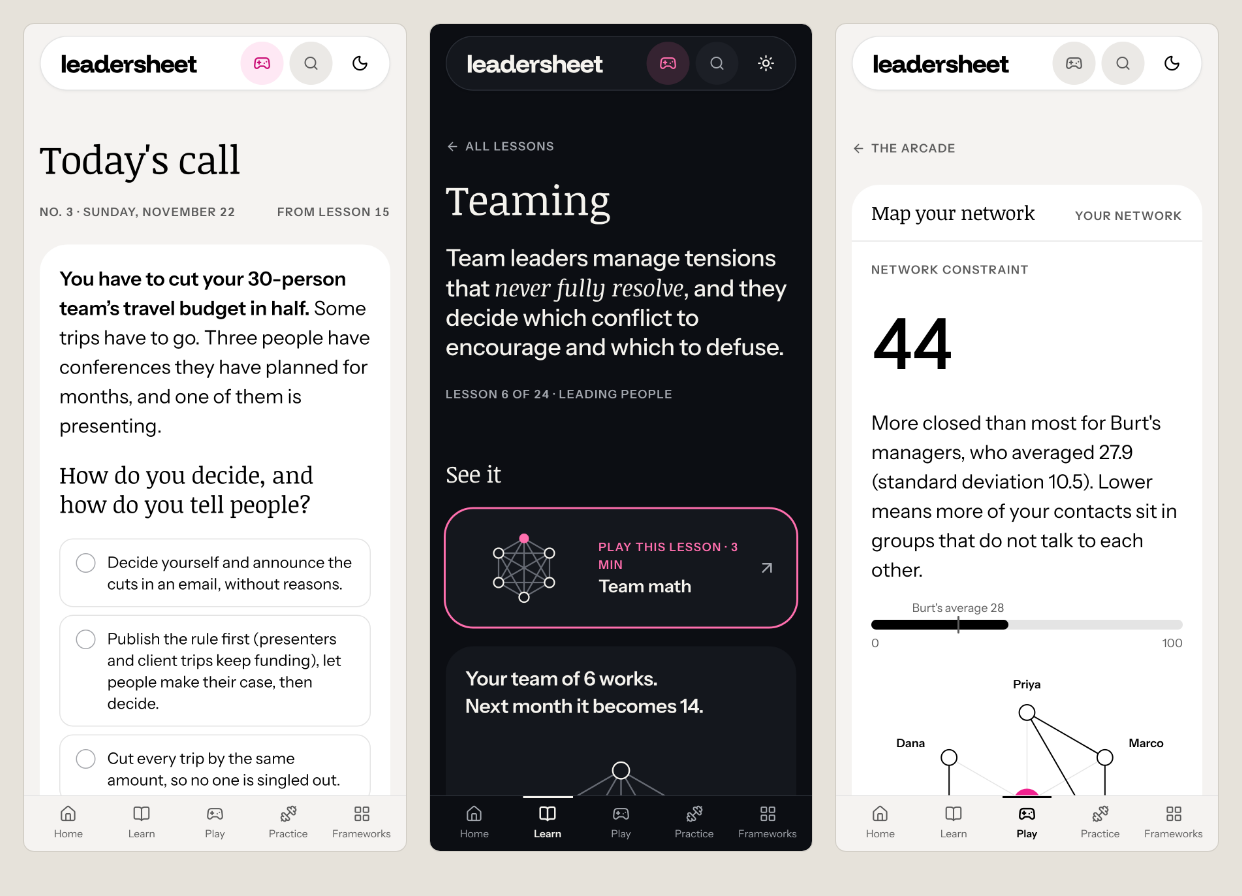 leadersheet
Today's call
NO. 3 · SUNDAY, NOVEMBER 22
FROM LESSON 15
You have to cut your 30-person
team’s travel budget in half. Some
trips have to go. Three people have
conferences they have planned for
months, and one of them is
presenting.
How do you decide, and
how do you tell people?
Decide yourself and announce the
cuts in an email, without reasons.
Publish the rule first (presenters
and client trips keep funding), let
people make their case, then
decide.
Cut every trip by the same
amount, so no one is singled out.
Home
Learn
Play
Practice
Frameworks
leadersheet
ALL LESSONS
Teaming
Team leaders manage tensions
that never fully resolve, and they
decide which conflict to
encourage and which to defuse.
LESSON 6 OF 24 · LEADING PEOPLE
See it
PLAY THIS LESSON · 3
MIN
Team math
Your team of 6 works.
Next month it becomes 14.
Home
Learn
Play
Practice
Frameworks
leadersheet
THE ARCADE
Map your network
YOUR NETWORK
NETWORK CONSTRAINT
44
More closed than most for Burt's
managers, who averaged 27.9
(standard deviation 10.5). Lower
means more of your contacts sit in
groups that do not talk to each
other.
Burt's average 28
0
100
Priya
Dana
Marco
Home
Learn
Play
Practice
Frameworks